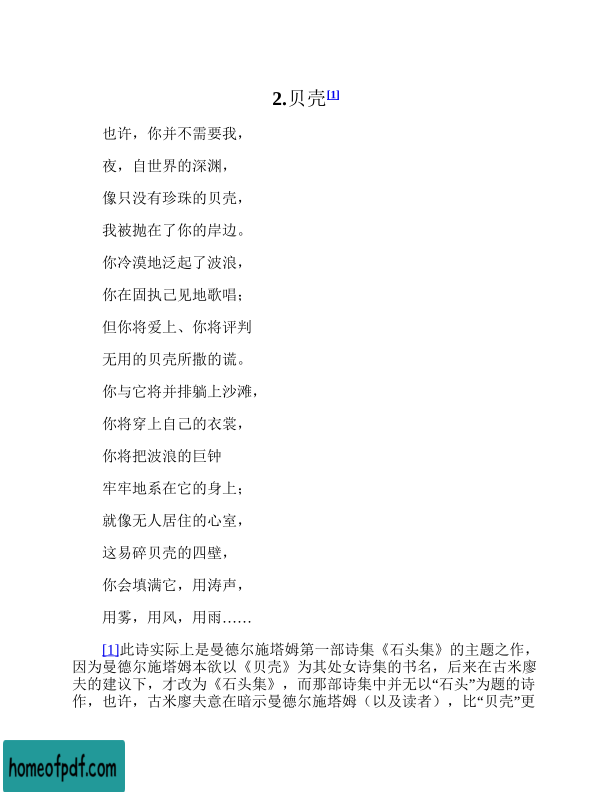 2.贝壳[1]
也许，你并不需要我，
夜，自世界的深渊，
像只没有珍珠的贝壳，
我被抛在了你的岸边。
你冷漠地泛起了波浪，
你在固执己见地歌唱；
但你将爱上、你将评判
无用的贝壳所撒的谎。
你与它将并排躺上沙滩，
你将穿上自己的衣裳，
你将把波浪的巨钟
牢牢地系在它的身上；
就像无人居住的心室，
这易碎贝壳的四壁，
你会填满它，用涛声，
用雾，用风，用雨……
[1]此诗实际上是曼德尔施塔姆第一部诗集《石头集》的主题之作，
因为曼德尔施塔姆本欲以《贝壳》为其处女诗集的书名，后来在古米廖
夫的建议下，才改为《石头集》，而那部诗集中并无以“石头”为题的诗
作，也许，古米廖夫意在暗示曼德尔施塔姆（以及读者），比“贝壳”更
homeofpdf.com